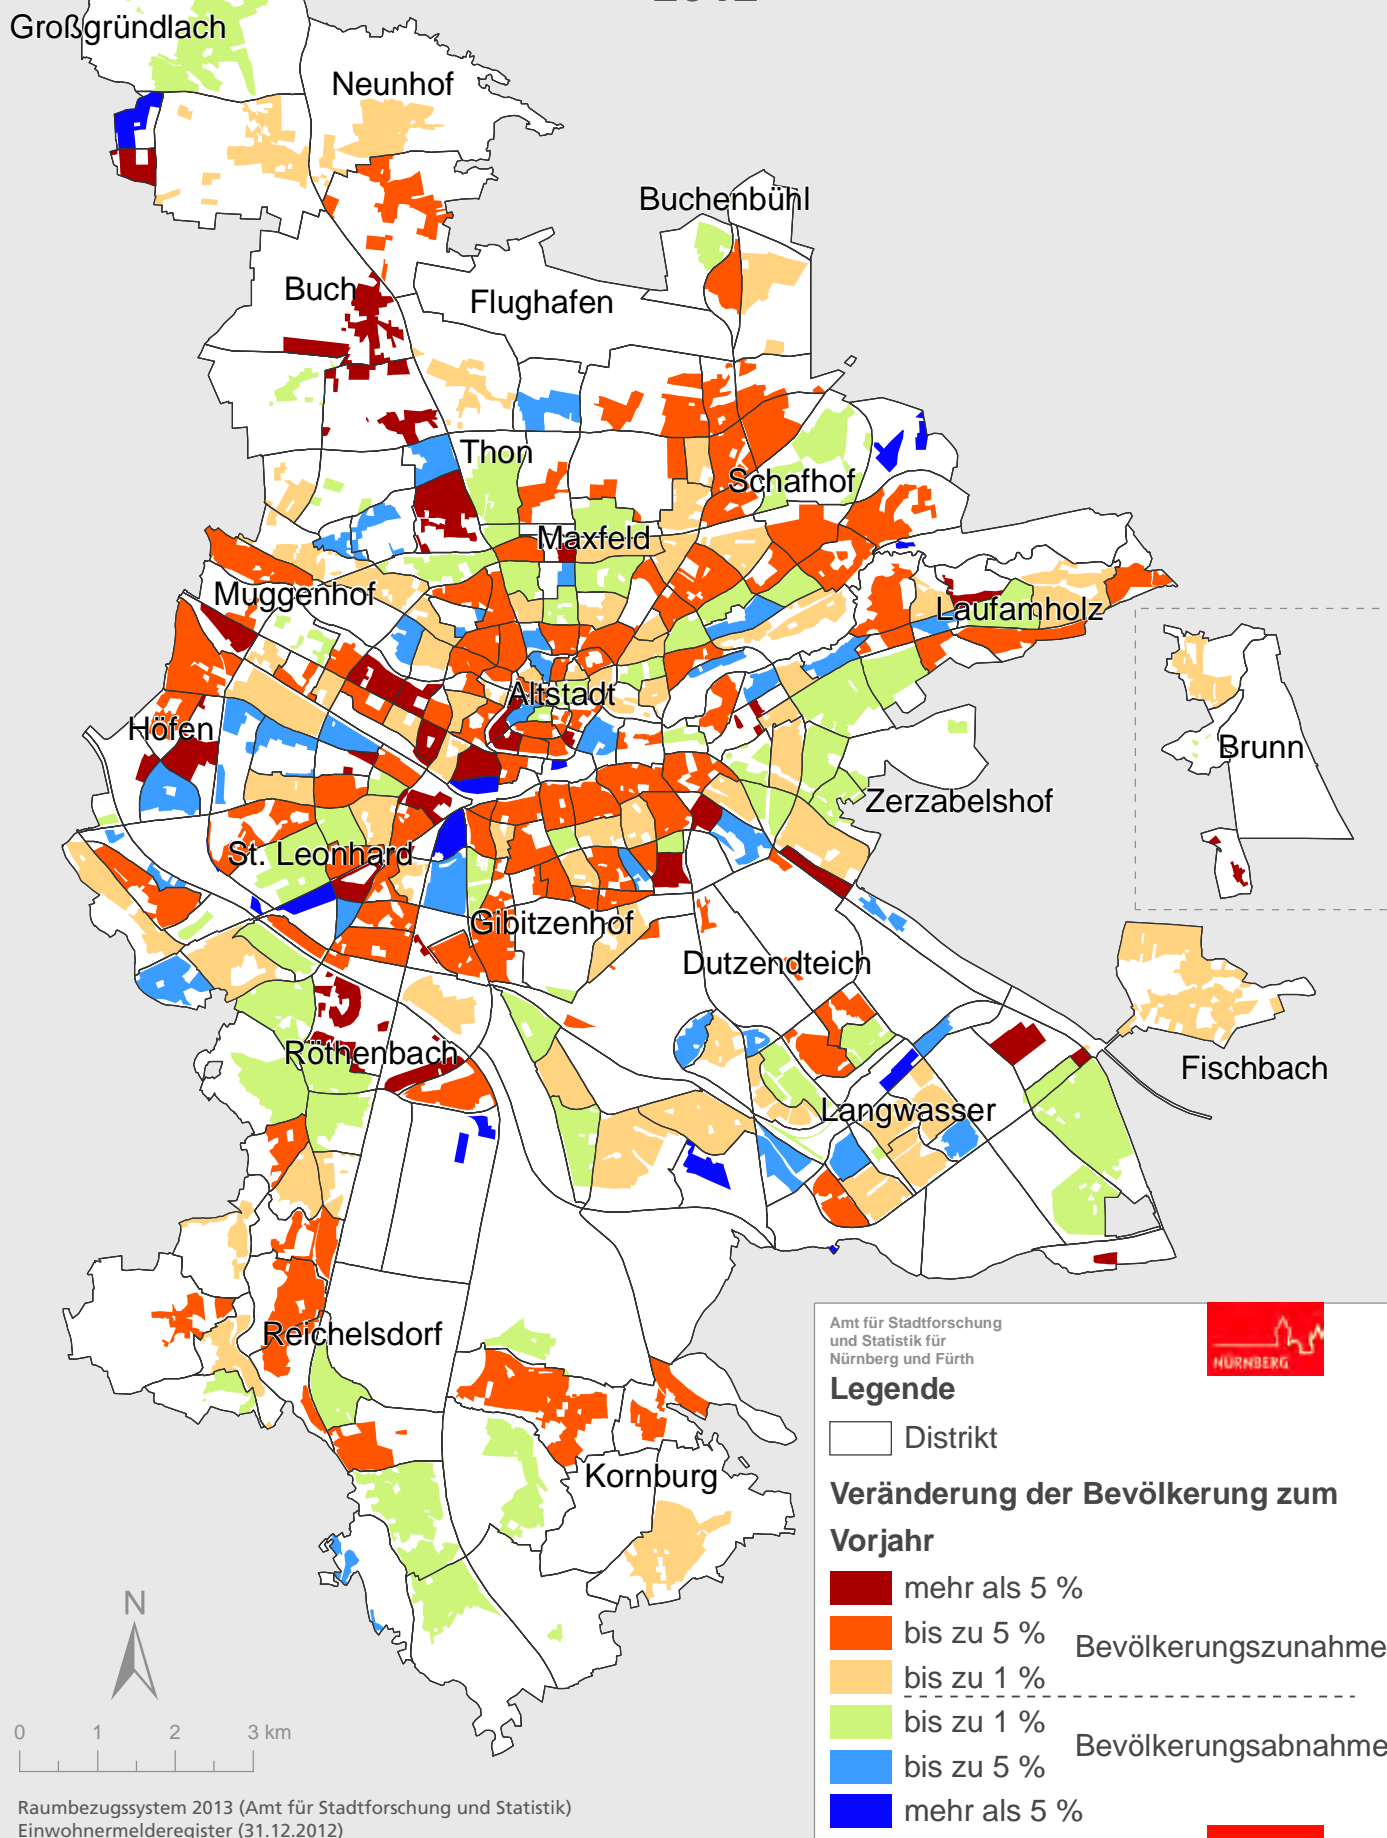 Großgründlach
Neunhof
Buchenbühl
Buch
Flughafen
Thon
Schafhof
Maxfeld
Muggenhof
Laufamholz
Altstadt
Höfen
Brunn
Zerzabelshof
St. Leonhard
Gibitzenhof
Dutzendteich
Röthenbach
Fischbach
Langwasser
Reichelsdorf
Kornburg
Amt für Stadtforschung
und Statistik für
Nürnberg und Fürth
NÜRNBERG
Legende
Distrikt
Veränderung der Bevölkerung zum
Vorjahr
mehr als 5 %
bis zu 5 %
Bevölkerungszunahme
bis zu 1 %
bis zu 1 %
Bevölkerungsabnahme
bis zu 5 %
mehr als 5 %
N
0 1 2 3 km
Raumbezugssystem 2013 (Amt für Stadtforschung und Statistik)
Einwohnermelderegister (31.12.2012)